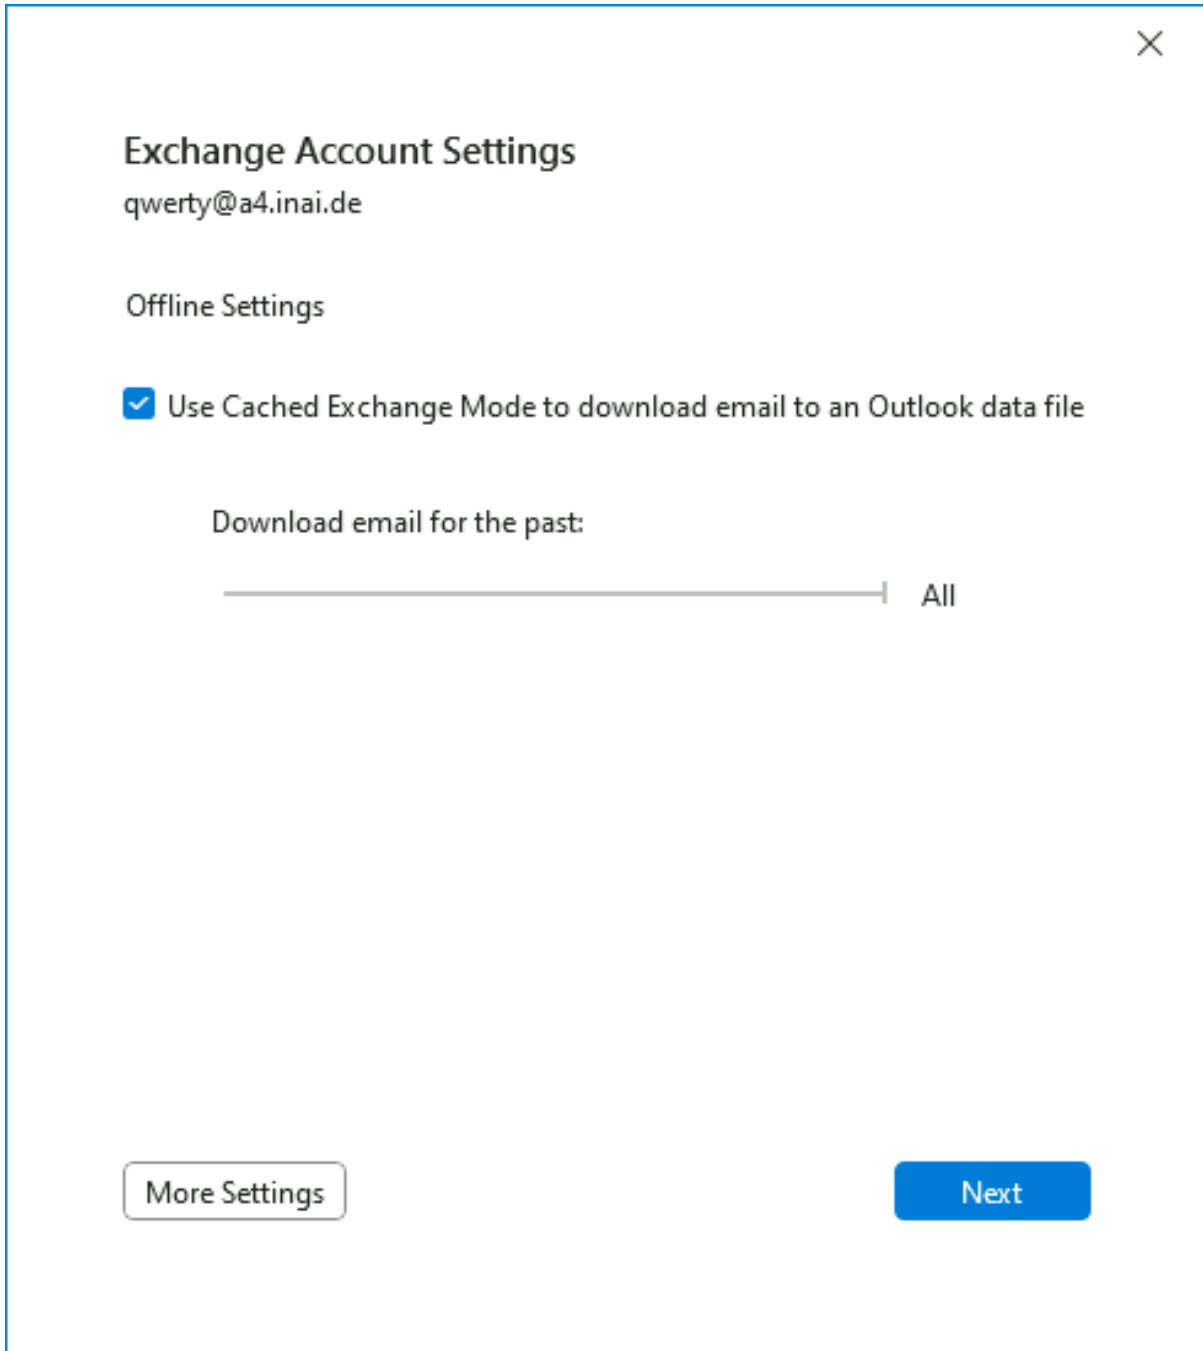 Exchange Account Settings
qwerty@a4.inai.de
Offline Settings
Use Cached Exchange Mode to download email to an Outlook data file
Download email for the past:
All
More Settings
Next